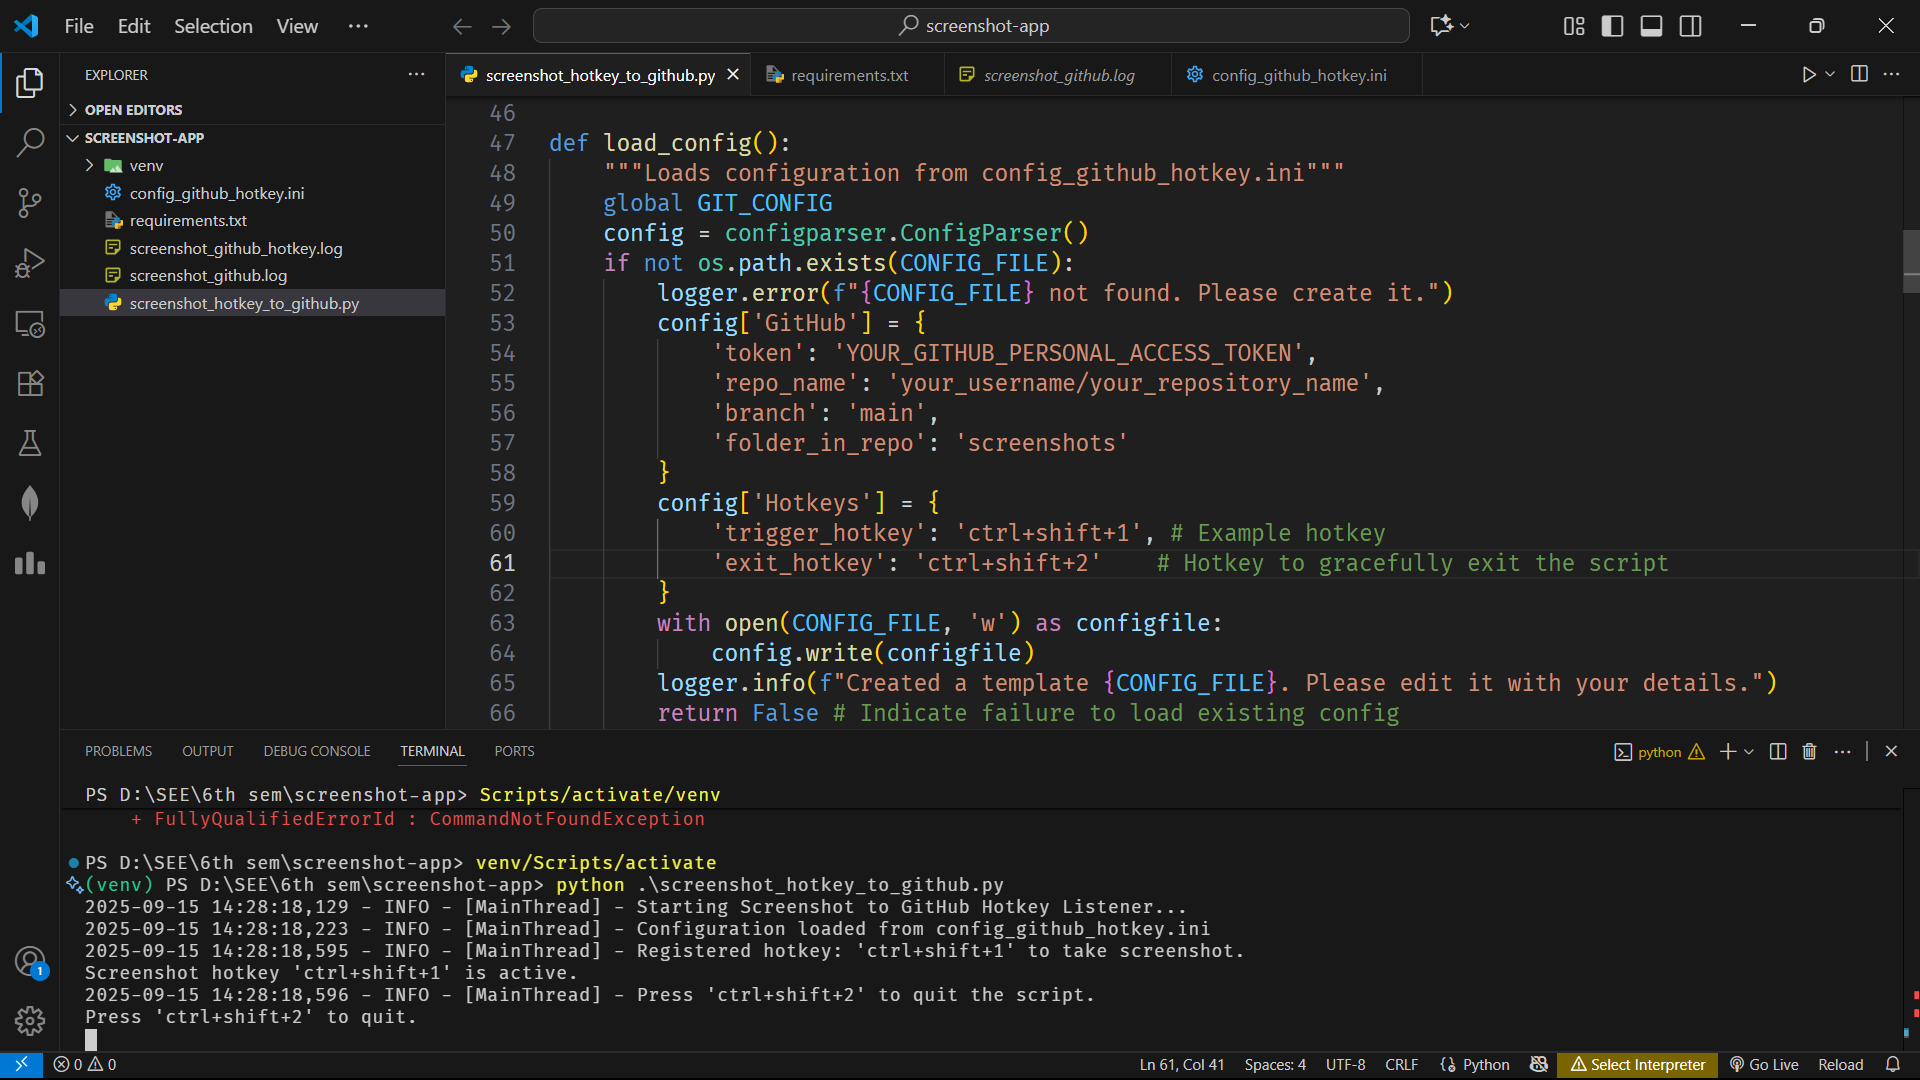 File Edit Selection View ···
screenshot-app
EXPLORER
OPEN EDITORS
SCREENSHOT-APP
venv
config_github_hotkey.ini
requirements.txt
screenshot_github_hotkey.log
screenshot_github.log
screenshot_hotkey_to_github.py
screenshot_hotkey_to_github.py requirements.txt screenshot_github.log config_github_hotkey.ini
46
47 def load_config():
48 """Loads configuration from config_github_hotkey.ini"""
49 global GIT_CONFIG
50 config = configparser.ConfigParser()
51 if not os.path.exists(CONFIG_FILE):
52 logger.error(f"{CONFIG_FILE} not found. Please create it.")
53 config['GitHub'] = {
54 'token': 'YOUR_GITHUB_PERSONAL_ACCESS_TOKEN',
55 'repo_name': 'your_username/your_repository_name',
56 'branch': 'main',
57 'folder_in_repo': 'screenshots'
58 }
59 config['Hotkeys'] = {
60 'trigger_hotkey': 'ctrl+shift+1', # Example hotkey
61 'exit_hotkey': 'ctrl+shift+2' # Hotkey to gracefully exit the script
62 }
63 with open(CONFIG_FILE, 'w') as configfile:
64 config.write(configfile)
65 logger.info(f"Created a template {CONFIG_FILE}. Please edit it with your details.")
66 return False # Indicate failure to load existing config
PROBLEMS OUTPUT DEBUG CONSOLE TERMINAL PORTS
python
PS D:\SEE\6th sem\screenshot-app> Scripts/activate/venv
+ FullyQualifiedErrorId : CommandNotFoundException
PS D:\SEE\6th sem\screenshot-app> venv/Scripts/activate
(venv) PS D:\SEE\6th sem\screenshot-app> python .\screenshot_hotkey_to_github.py
2025-09-15 14:28:18,129 - INFO - [MainThread] - Starting Screenshot to GitHub Hotkey Listener...
2025-09-15 14:28:18,223 - INFO - [MainThread] - Configuration loaded from config_github_hotkey.ini
2025-09-15 14:28:18,595 - INFO - [MainThread] - Registered hotkey: 'ctrl+shift+1' to take screenshot.
Screenshot hotkey 'ctrl+shift+1' is active.
2025-09-15 14:28:18,596 - INFO - [MainThread] - Press 'ctrl+shift+2' to quit the script.
Press 'ctrl+shift+2' to quit.
1
0 0 Ln 61, Col 41 Spaces: 4 UTF-8 CRLF {} Python Select Interpreter Go Live Reload